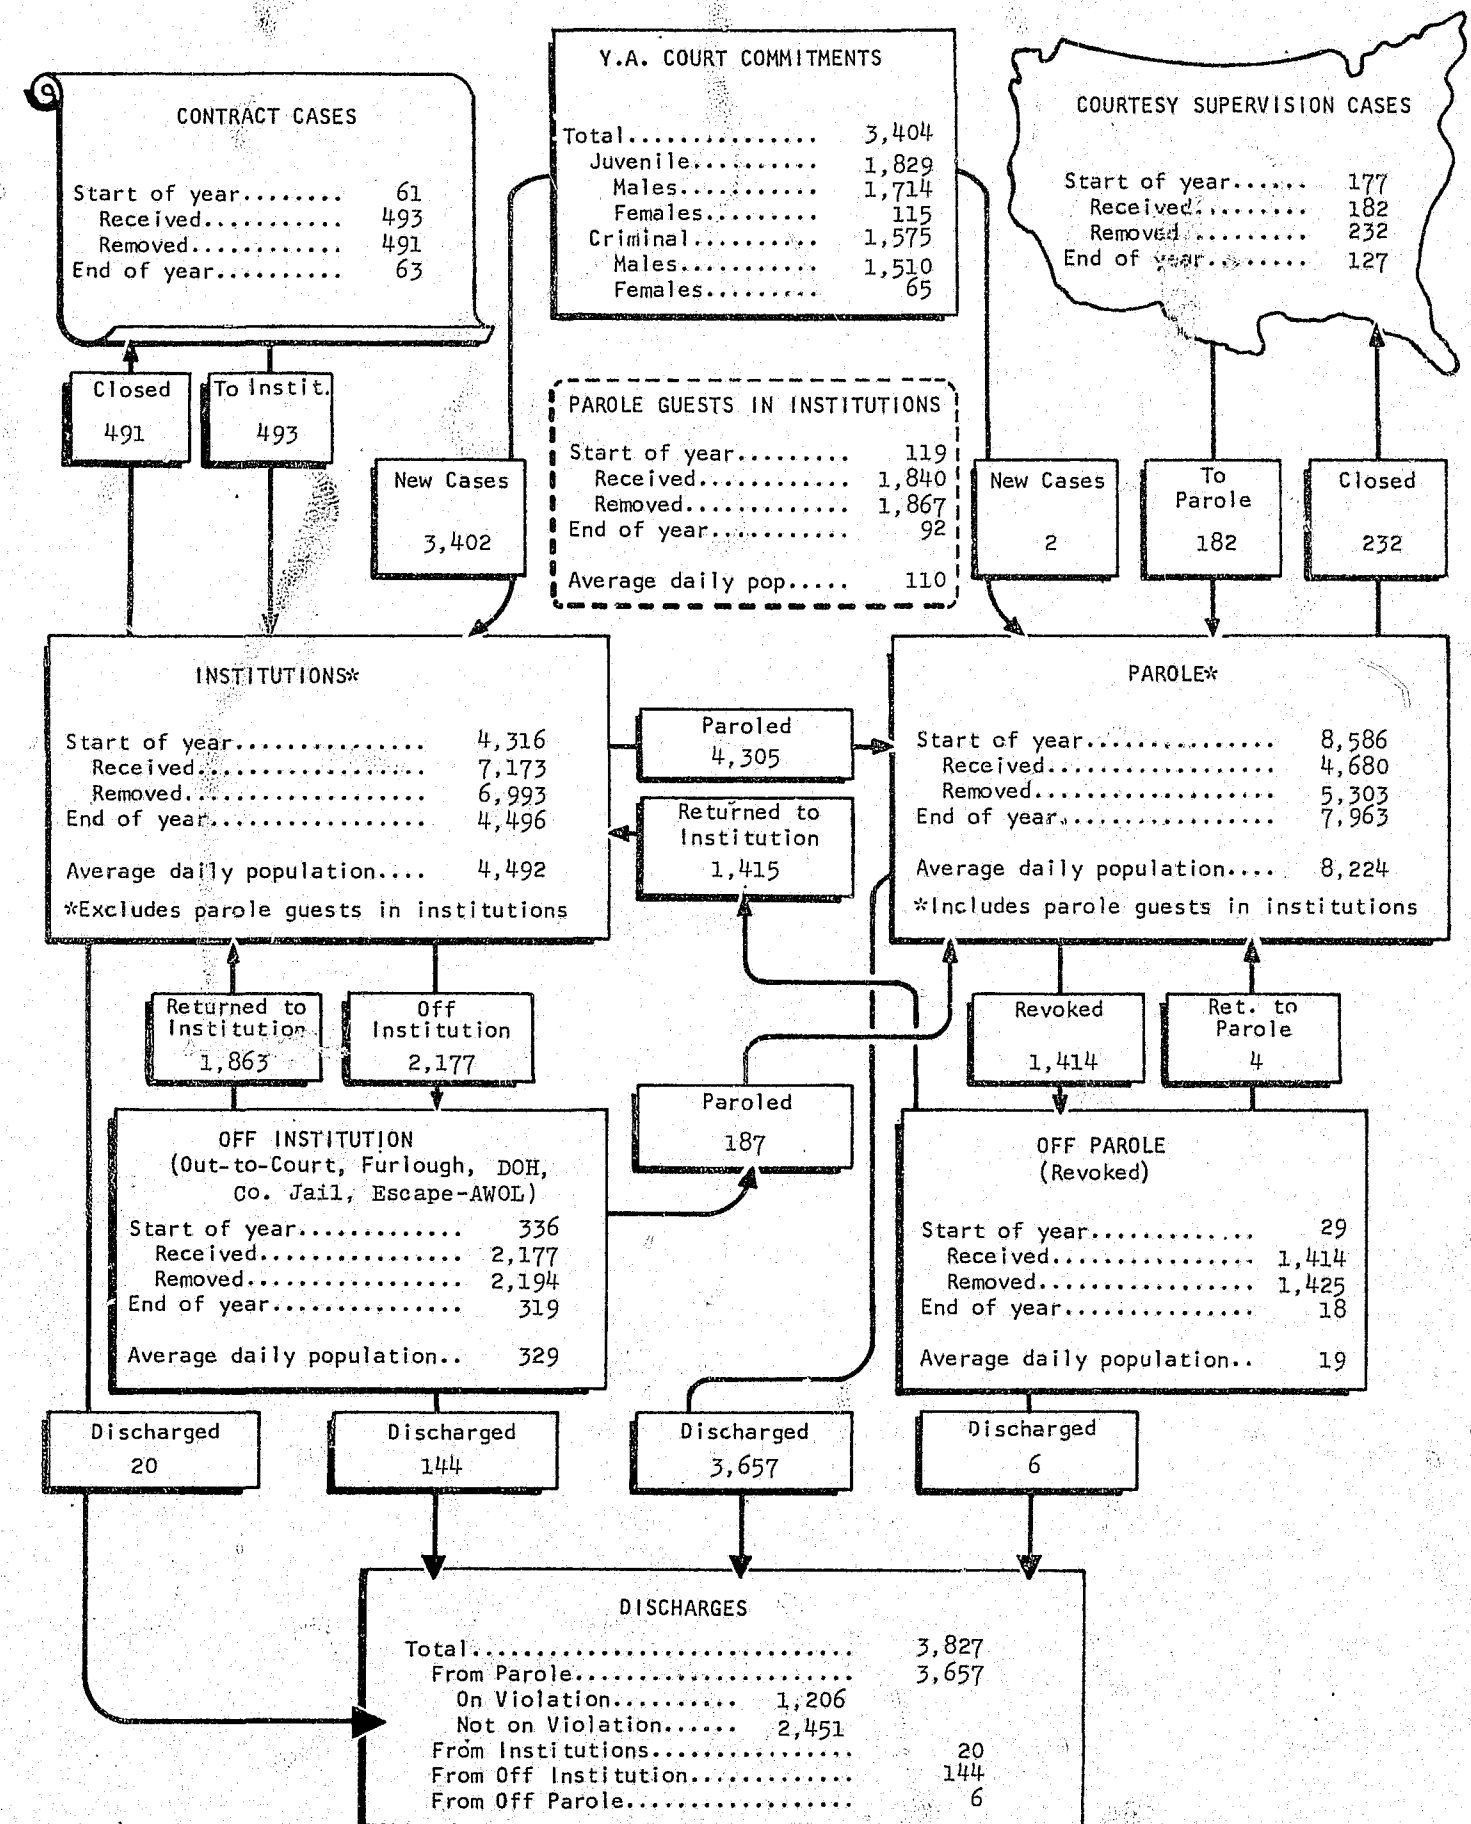 Y.A. COURT COMMITMENTS
Total............... 3,404
Juvenile.......... 1,829
Males........... 1,714
Females......... 115
Criminal.......... 1,575
Males........... 1,510
Females......... 65
CONTRACT CASES
Start of year........ 61
Received........... 493
Removed............ 491
End of year.......... 63
COURTESY SUPERVISION CASES
Start of year...... 177
Received......... 182
Removed ......... 232
End of year........ 127
Closed
491
To Instit.
493
New Cases
3,402
PAROLE GUESTS IN INSTITUTIONS
Start of year......... 119
Received............ 1,840
Removed............. 1,867
End of year........... 92
Average daily pop..... 110
New Cases
2
To
Parole
182
Closed
232
INSTITUTIONS*
Start of year............... 4,316
Received.................. 7,173
Removed................... 6,993
End of year................. 4,496
Average daily population.... 4,492
*Excludes parole guests in institutions
Paroled
4,305
Returned to
Institution
1,415
PAROLE*
Start of year............... 8,586
Received.................. 4,680
Removed................... 5,303
End of year................. 7,963
Average daily population.... 8,224
*Includes parole guests in institutions
Returned to
Institution
1,863
Off
Institution
2,177
Revoked
1,414
Ret. to
Parole
4
Paroled
187
OFF INSTITUTION
(Out-to-Court, Furlough, DOH,
Co. Jail, Escape-AWOL)
Start of year............. 336
Received................ 2,177
Removed................. 2,194
End of year............... 319
Average daily population.. 329
OFF PAROLE
(Revoked)
Start of year............. 29
Received................ 1,414
Removed................. 1,425
End of year............... 18
Average daily population.. 19
Discharged
20
Discharged
144
Discharged
3,657
Discharged
6
DISCHARGES
Total.............................. 3,827
From Parole...................... 3,657
On Violation.......... 1,206
Not on Violation...... 2,451
From Institutions................ 20
From Off Institution............. 144
From Off Parole.................. 6